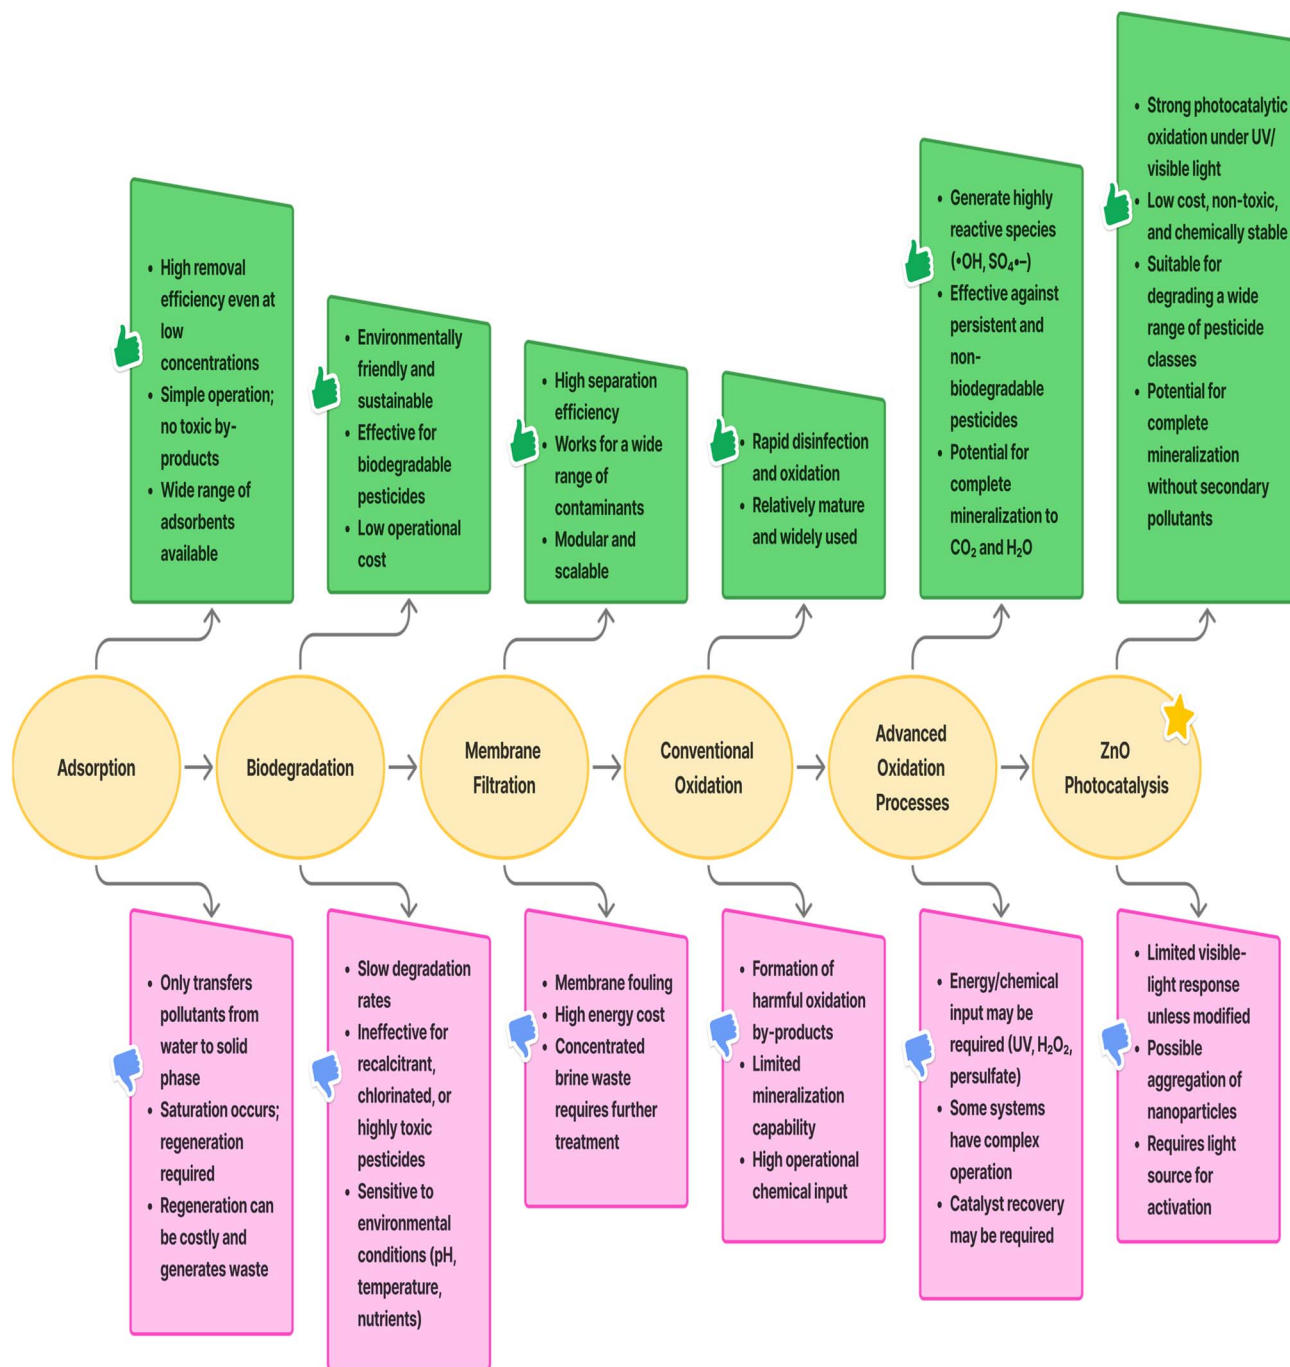 • High removal
efficiency even at
low
concentrations
• Simple operation;
no toxic by-
products
• Wide range of
adsorbents
available
• Environmentally
friendly and
sustainable
• Effective for
biodegradable
pesticides
• Low operational
cost
• High separation
efficiency
• Works for a wide
range of
contaminants
• Modular and
scalable
• Rapid disinfection
and oxidation
• Relatively mature
and widely used
• Generate highly
reactive species
(•OH, SO₄•–)
• Effective against
persistent and
non-
biodegradable
pesticides
• Potential for
complete
mineralization to
CO₂ and H₂O
• Strong photocatalytic
oxidation under UV/
visible light
• Low cost, non-toxic,
and chemically stable
• Suitable for
degrading a wide
range of pesticide
classes
• Potential for
complete
mineralization
without secondary
pollutants
Adsorption
Biodegradation
Membrane
Filtration
Conventional
Oxidation
Advanced
Oxidation
Processes
ZnO
Photocatalysis
• Only transfers
pollutants from
water to solid
phase
• Saturation occurs;
regeneration
required
• Regeneration can
be costly and
generates waste
• Slow degradation
rates
• Ineffective for
recalcitrant,
chlorinated, or
highly toxic
pesticides
• Sensitive to
environmental
conditions (pH,
temperature,
nutrients)
• Membrane fouling
• High energy cost
• Concentrated
brine waste
requires further
treatment
• Formation of
harmful oxidation
by-products
• Limited
mineralization
capability
• High operational
chemical input
• Energy/chemical
input may be
required (UV, H₂O₂,
persulfate)
• Some systems
have complex
operation
• Catalyst recovery
may be required
• Limited visible-
light response
unless modified
• Possible
aggregation of
nanoparticles
• Requires light
source for
activation